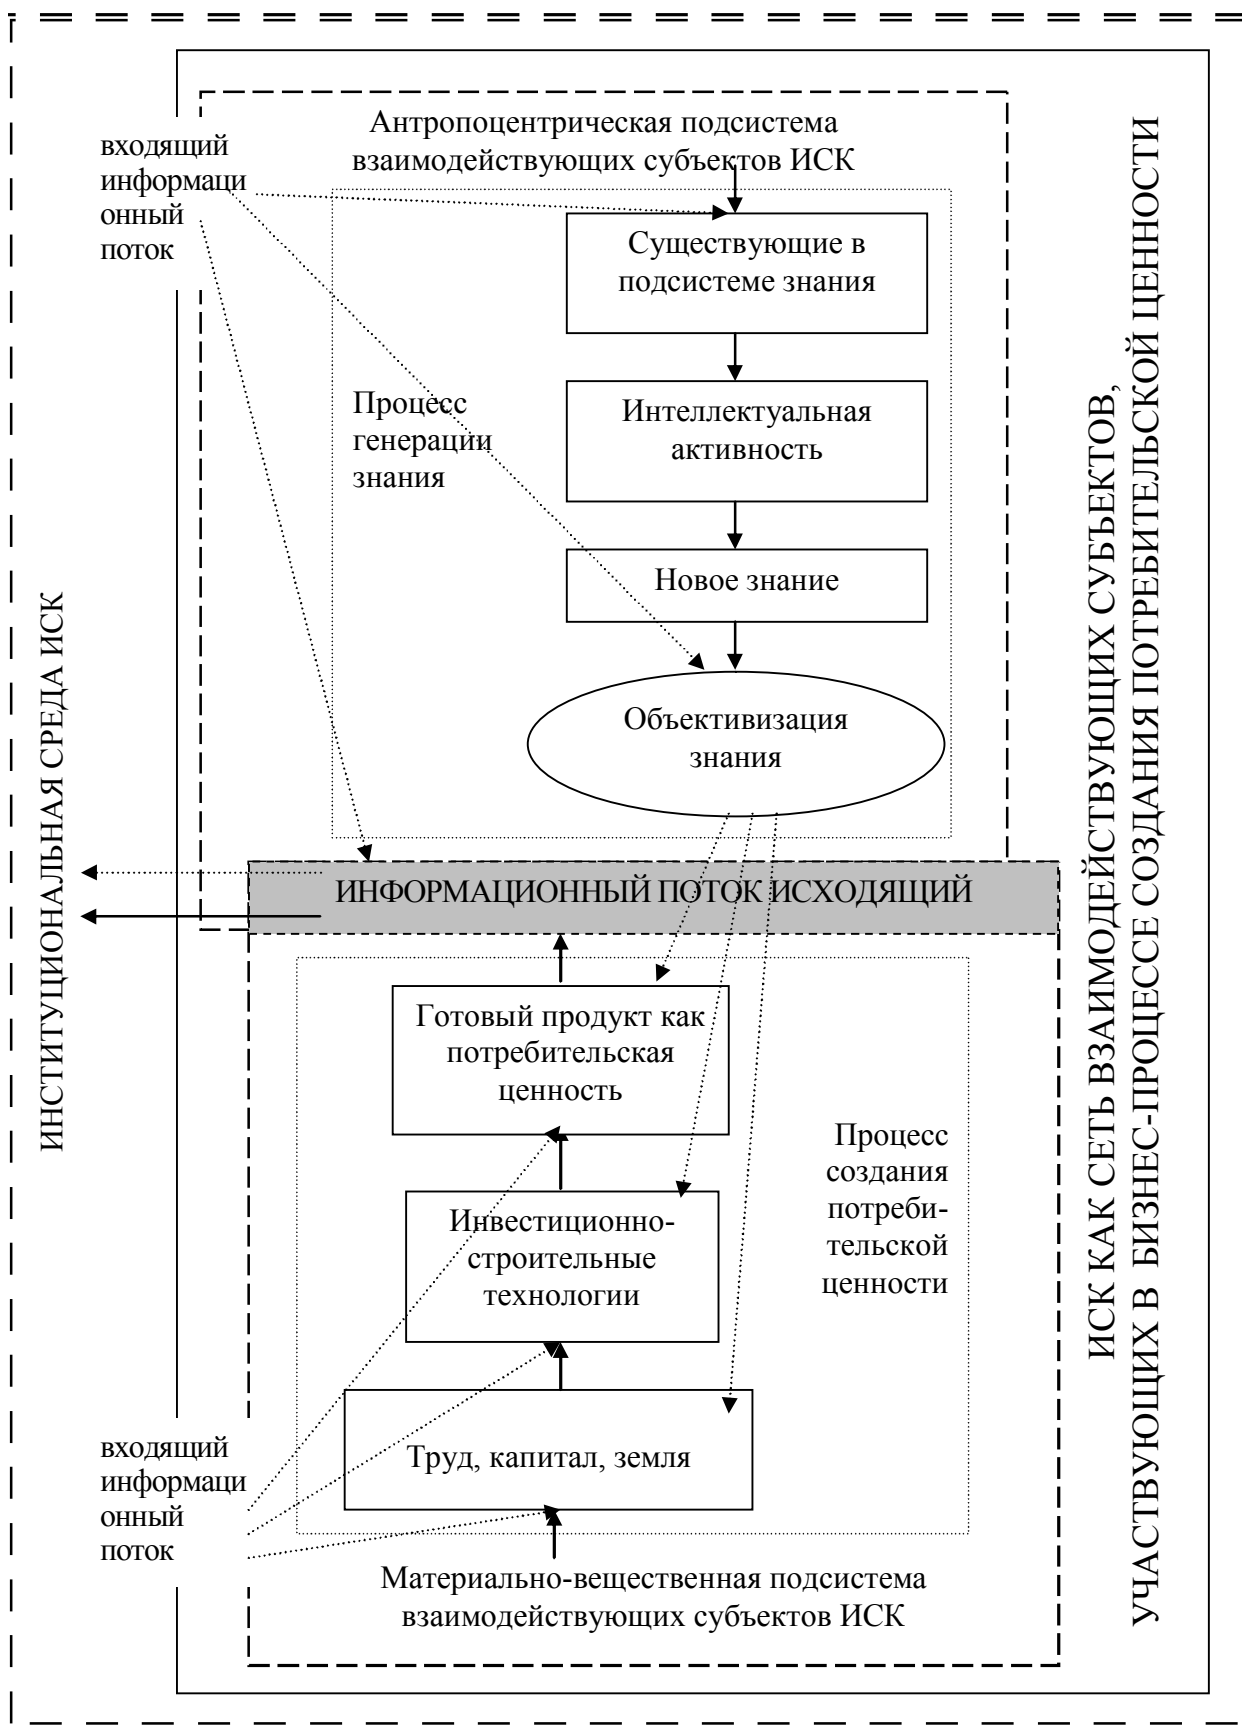 Антропоцентрическая подсистема
взаимодействующих субъектов ИСК
входящий
информаци
онный
поток
Существующие в
подсистеме знания
Процесс
генерации
знания
Интеллектуальная
активность
Новое знание
Объективизация
знания
ИНФОРМАЦИОННЫЙ ПОТОК ИСХОДЯЩИЙ
Готовый продукт как
потребительская
ценность
Процесс
создания
потреби-
тельской
ценности
Инвестиционно-
строительные
технологии
Труд, капитал, земля
входящий
информаци
онный
поток
Материально-вещественная подсистема
взаимодействующих субъектов ИСК
ИНСТИТУЦИОНАЛЬНАЯ СРЕДА ИСК
ИСК КАК СЕТЬ ВЗАИМОДЕЙСТВУЮЩИХ СУБЪЕКТОВ,
УЧАСТВУЮЩИХ В БИЗНЕС-ПРОЦЕССЕ СОЗДАНИЯ ПОТРЕБИТЕЛЬСКОЙ ЦЕННОСТИ